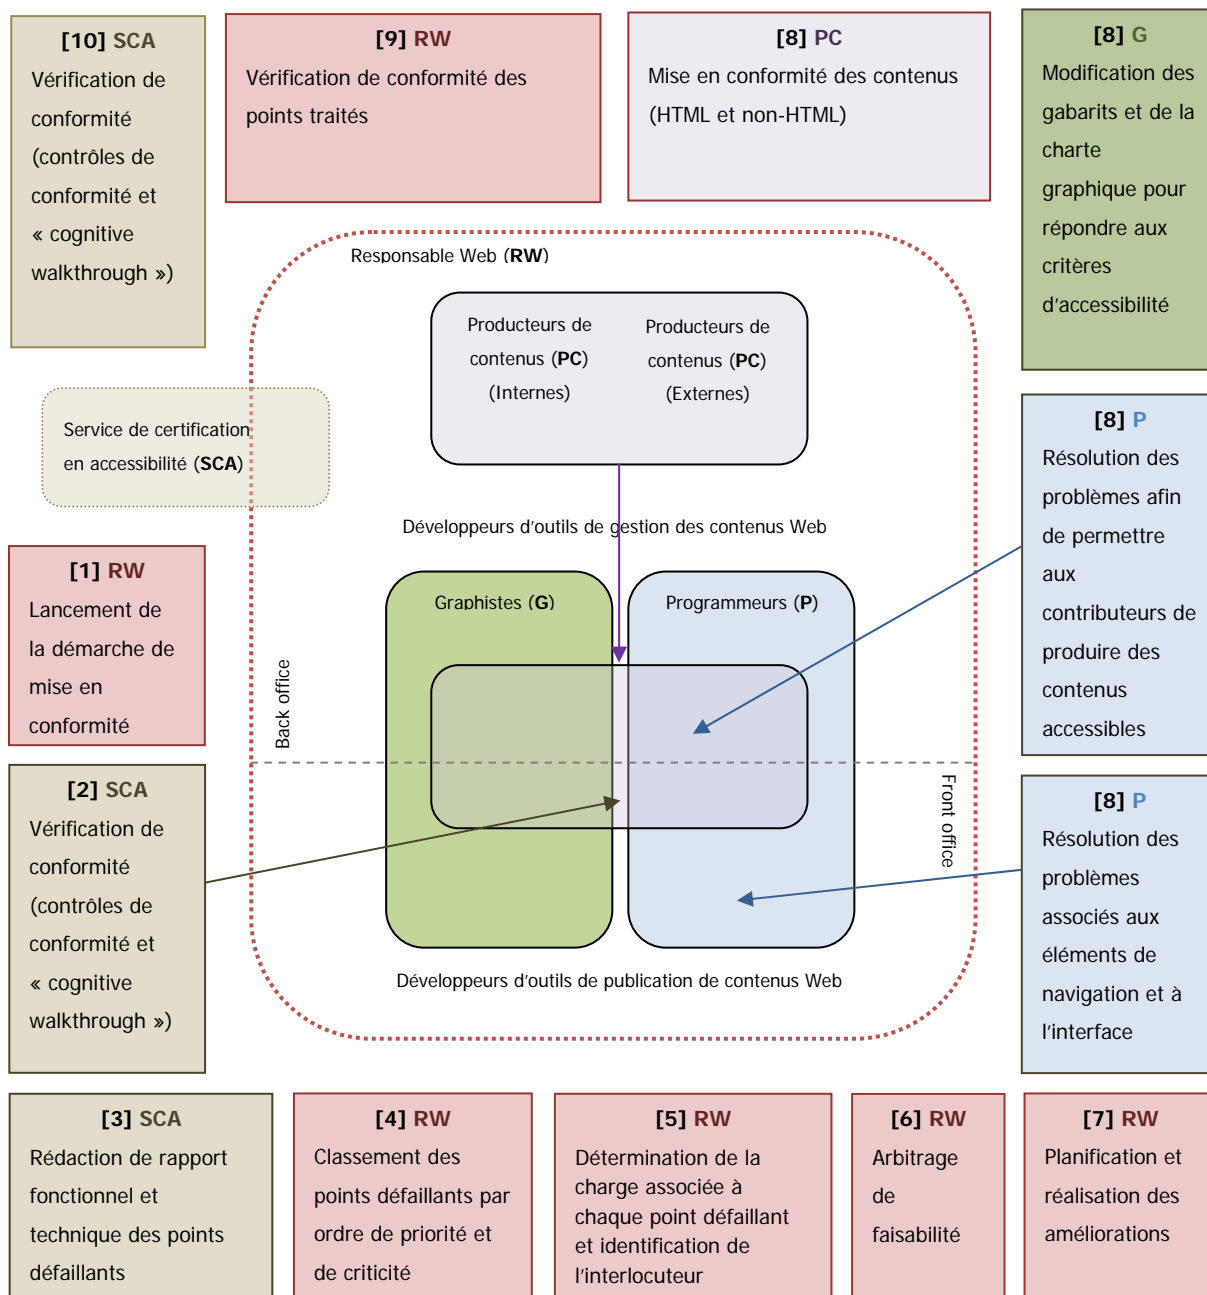 [10] SCA
Vérification de
conformité
(contrôles de
conformité et
« cognitive
walkthrough »)
[9] RW
Vérification de conformité des
points traités
[8] PC
Mise en conformité des contenus
(HTML et non-HTML)
[8] G
Modification des
gabarits et de la
charte
graphique pour
répondre aux
critères
d'accessibilité
Responsable Web (RW)
Producteurs de
contenus (PC)
(Internes)
Producteurs de
contenus (PC)
(Externes)
Service de certification
en accessibilité (SCA)
Développeurs d'outils de gestion des contenus Web
[8] P
Résolution des
problèmes afin
de permettre
aux
contributeurs de
produire des
contenus
accessibles
[1] RW
Lancement de
la démarche de
mise en
conformité
Graphistes (G)
Programmeurs (P)
Back office
Front office
[2] SCA
Vérification de
conformité
(contrôles de
conformité et
« cognitive
walkthrough »)
[8] P
Résolution des
problèmes
associés aux
éléments de
navigation et à
l'interface
Développeurs d'outils de publication de contenus Web
[3] SCA
Rédaction de rapport
fonctionnel et
technique des points
défaillants
[4] RW
Classement des
points défaillants par
ordre de priorité et
de criticité
[5] RW
Détermination de la
charge associée à
chaque point défaillant
et identification de
l'interlocuteur
[6] RW
Arbitrage
de
faisabilité
[7] RW
Planification et
réalisation des
améliorations